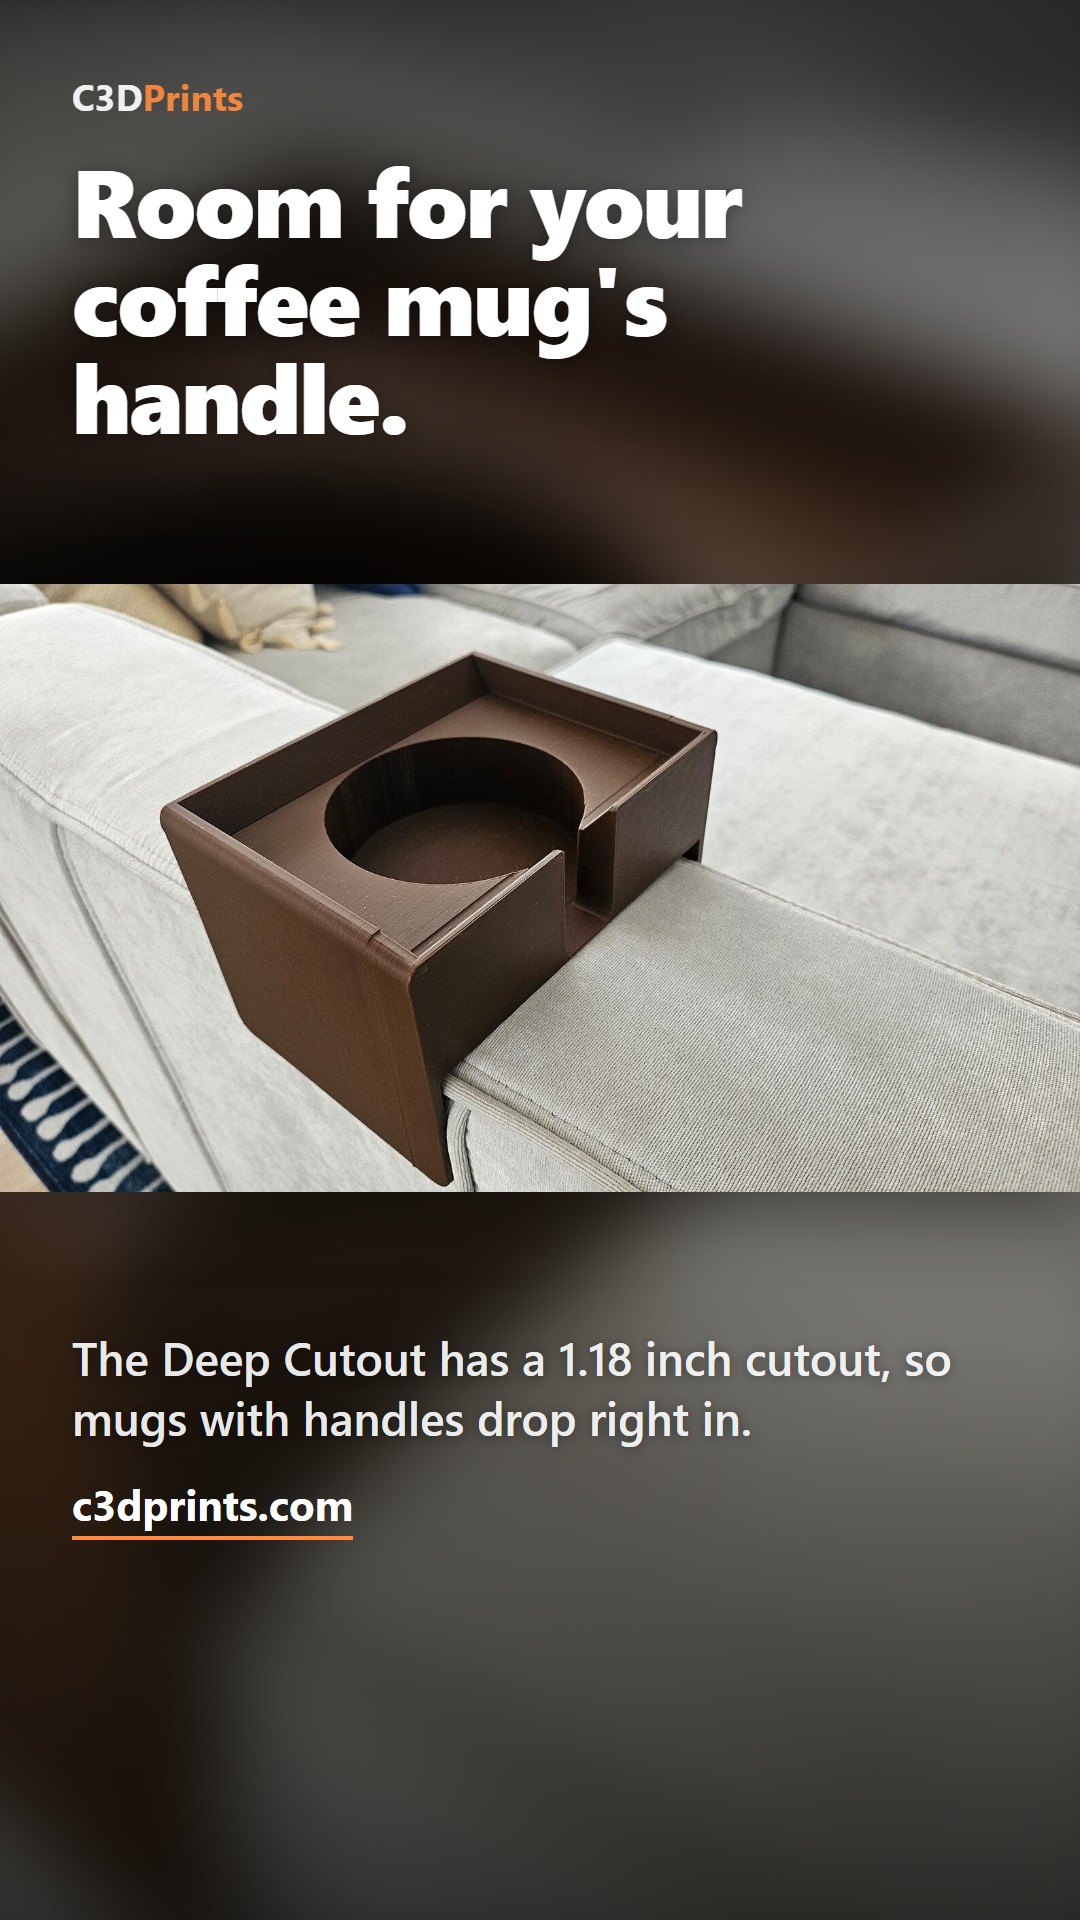 C3DPrints
Room for your
coffee mug's
handle.
The Deep Cutout has a 1.18 inch cutout, so
mugs with handles drop right in.
c3dprints.com